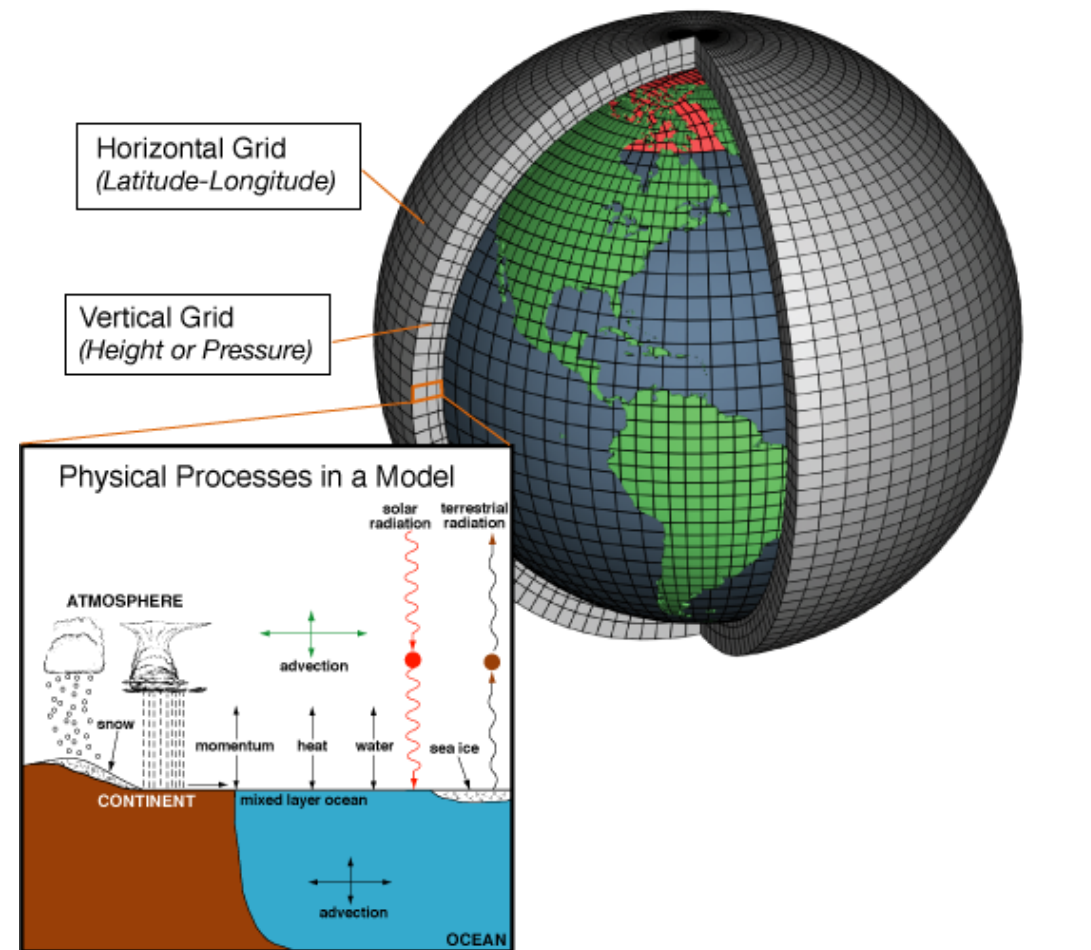 Horizontal Grid
(Latitude-Longitude)
Vertical Grid
(Height or Pressure)
Physical Processes in a Model
solar
radiation
terrestrial
radiation
ATMOSPHERE
advection
snow
momentum
heat
water
sea ice
CONTINENT
mixed layer ocean
advection
OCEAN